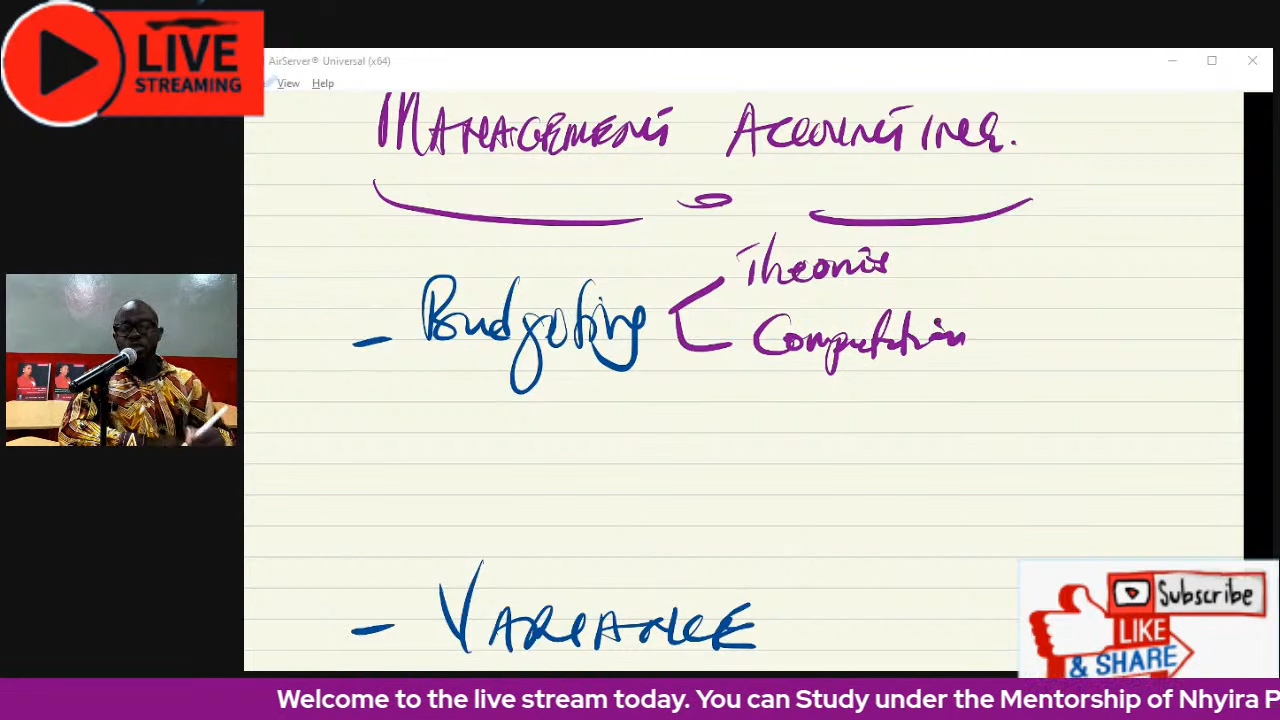 LIVE
STREAMING
AirServer® Universal (x64)
View Help
MANAGEMENT ACCOUNTING.
Theories
- Budgeting
Computation
- VARIANCE
Subscribe
LIKE
& SHARE
Welcome to the live stream today. You can Study under the Mentorship of Nhyira P